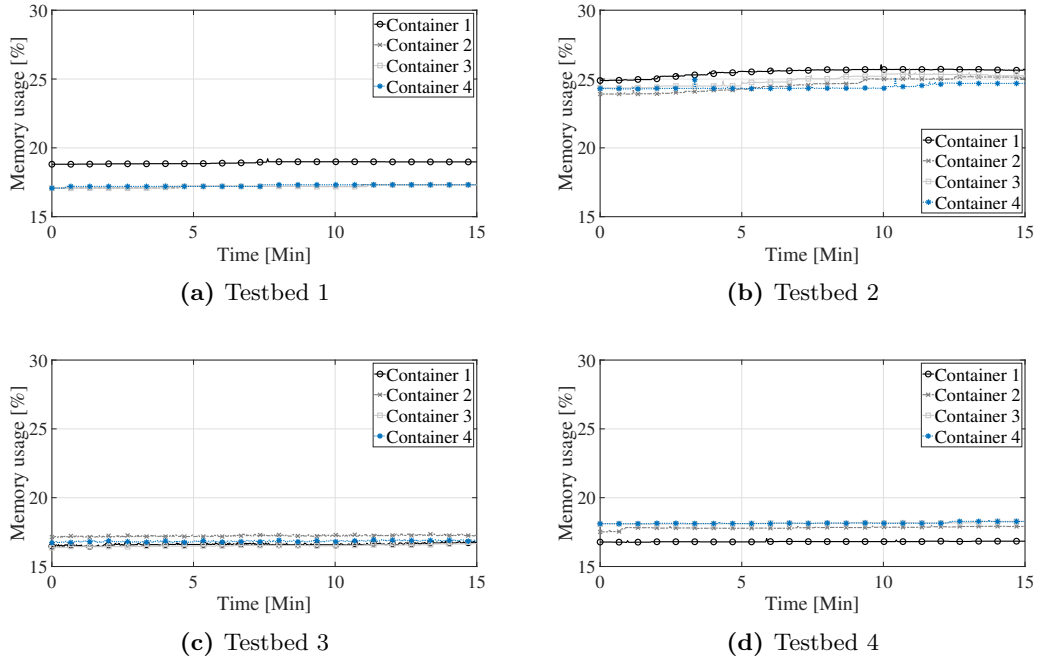 30
25
20
15
Memory usage [%]
0 5 10 15
Time [Min]
Container 1
Container 2
Container 3
Container 4
(a) Testbed 1
30
25
20
15
Memory usage [%]
0 5 10 15
Time [Min]
Container 1
Container 2
Container 3
Container 4
(b) Testbed 2
30
25
20
15
Memory usage [%]
0 5 10 15
Time [Min]
Container 1
Container 2
Container 3
Container 4
(c) Testbed 3
30
25
20
15
Memory usage [%]
0 5 10 15
Time [Min]
Container 1
Container 2
Container 3
Container 4
(d) Testbed 4